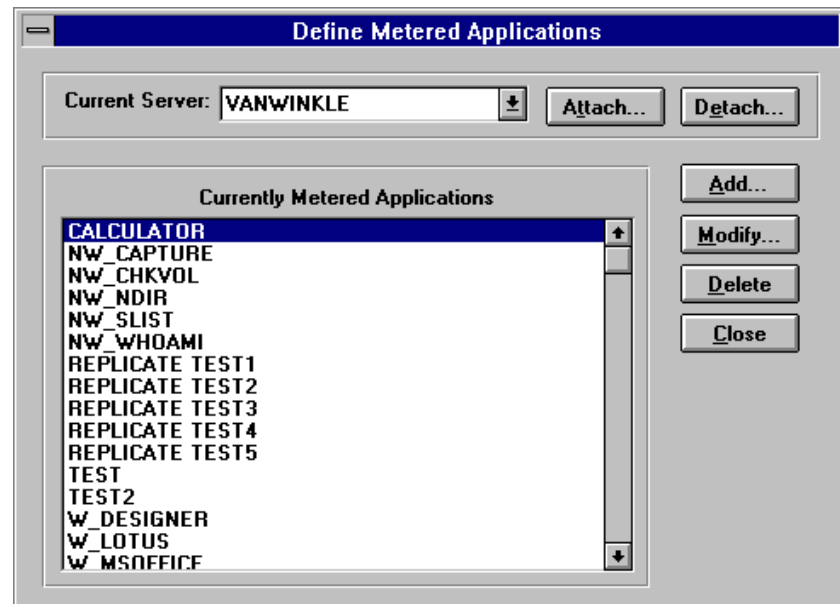 Define Metered Applications
Current Server: VANWINKLE Attach... Detach...
Currently Metered Applications
CALCULATOR
NW_CAPTURE
NW_CHKVOL
NW_NDIR
NW_SLIST
NW_WHOAMI
REPLICATE TEST1
REPLICATE TEST2
REPLICATE TEST3
REPLICATE TEST4
REPLICATE TEST5
TEST
TEST2
W_DESIGNER
W_LOTUS
W_MSOFFICE
Add...
Modify...
Delete
Close